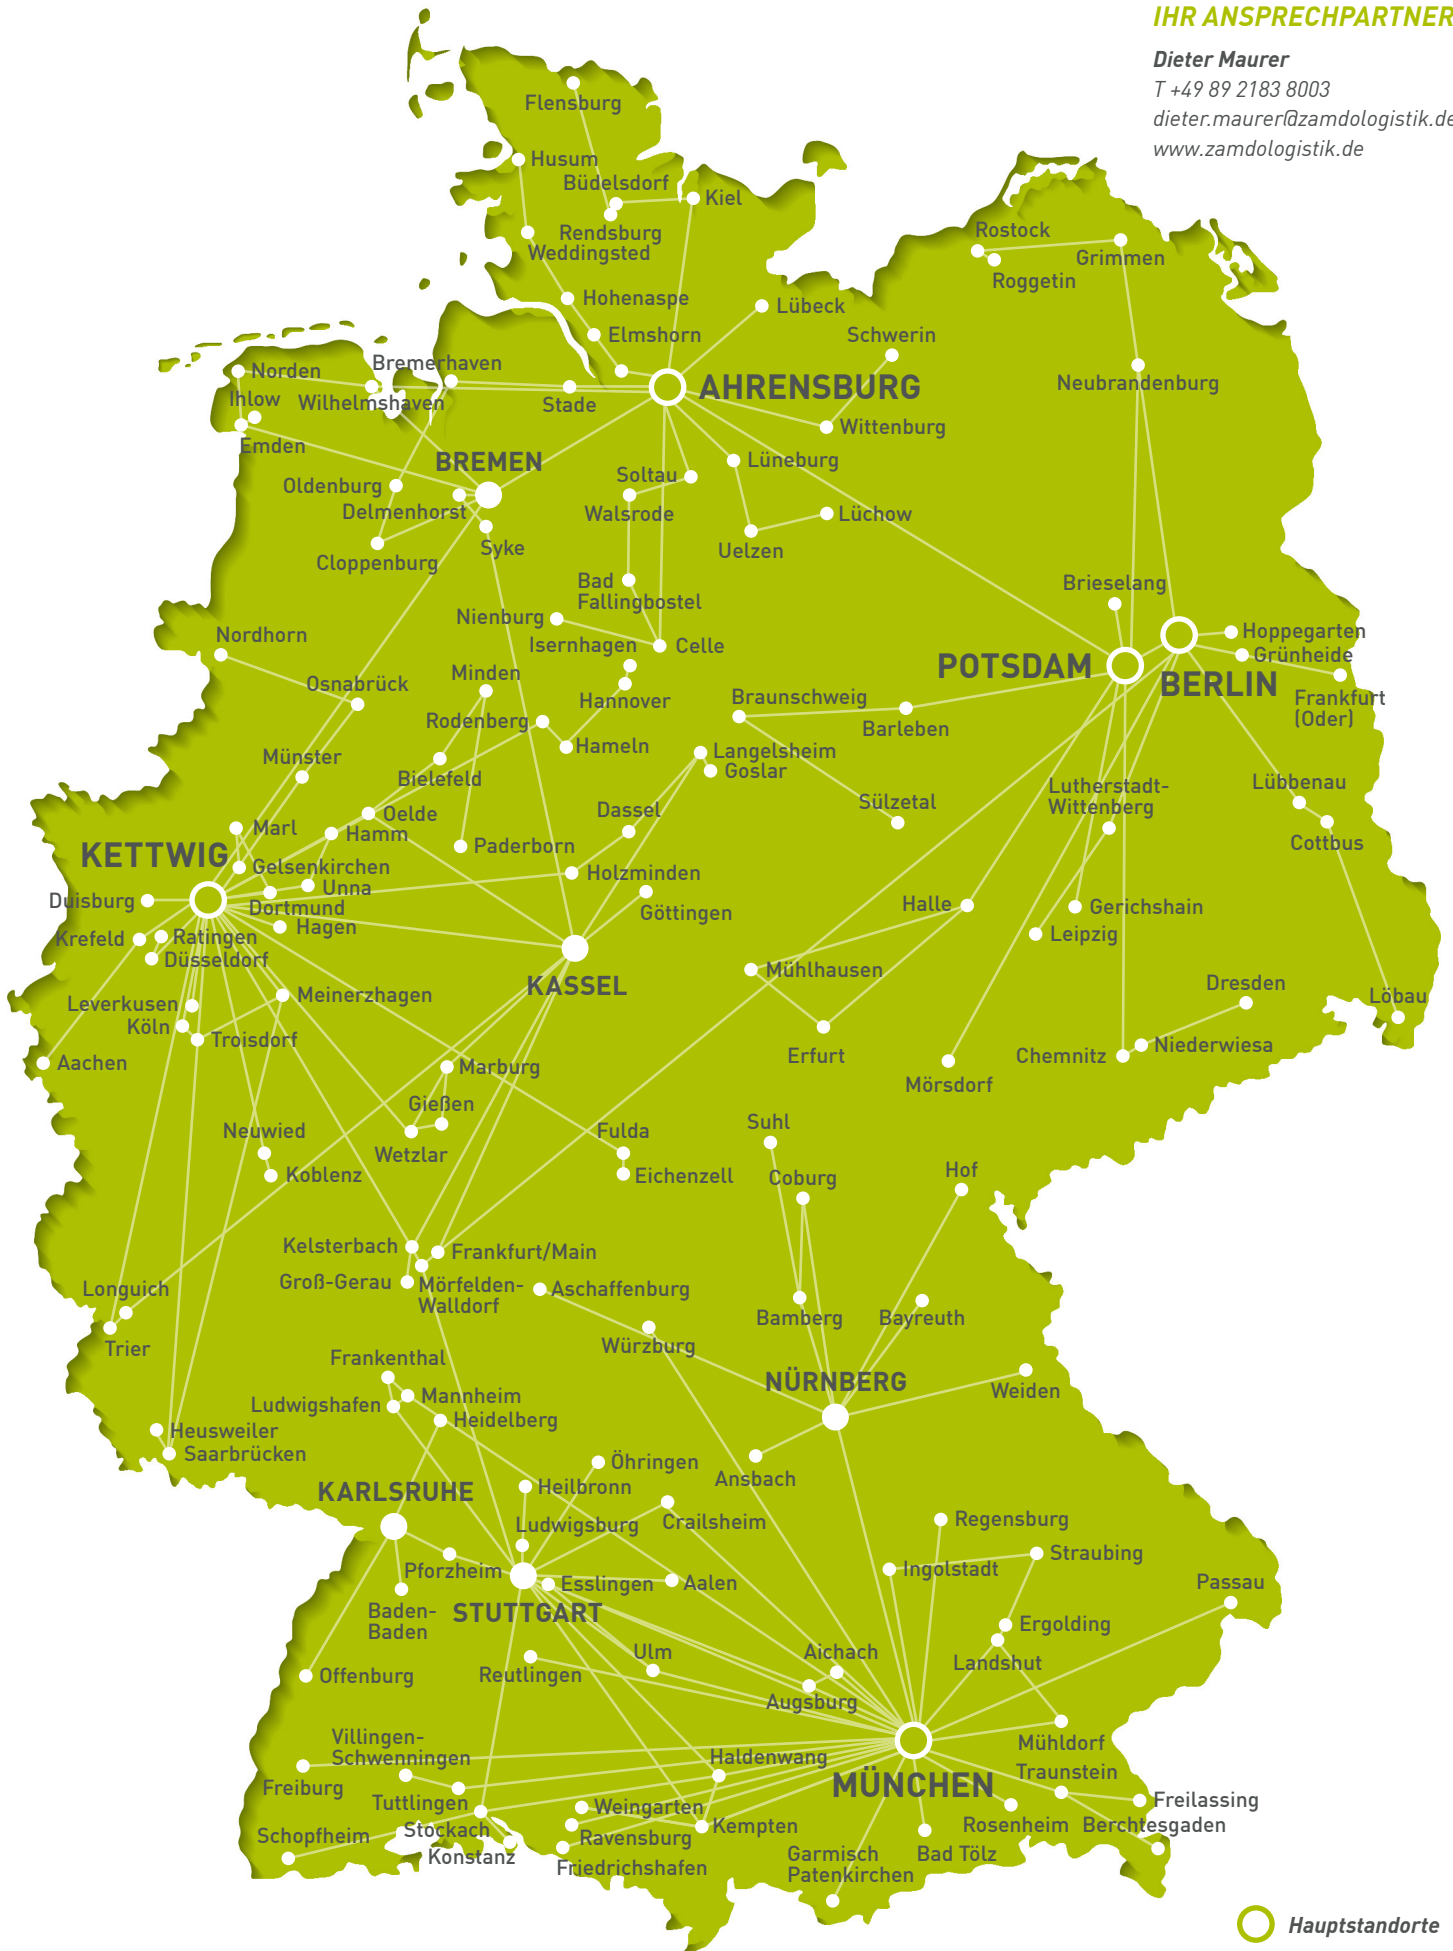 IHR ANSPRECHPARTNER
Dieter Maurer
T +49 89 2183 8003
dieter.maurer@zamdologistik.de
www.zamdologistik.de
Flensburg
Husum
Büdelsdorf
Kiel
Rendsburg
Weddingsted
Rostock
Grimmen
Roggetin
Hohenaspe
Lübeck
Elmshorn
Schwerin
Bremerhaven
Norden
Neubrandenburg
AHRENSBURG
Ihlow
Wilhelmshaven
Stade
Wittenburg
Emden
BREMEN
Lüneburg
Soltau
Oldenburg
Delmenhorst
Walsrode
Lüchow
Syke
Uelzen
Cloppenburg
Bad
Fallingbostel
Brieselang
Nienburg
Nordhorn
Isernhagen
Celle
Hoppegarten
Grünheide
POTSDAM
BERLIN
Minden
Osnabrück
Hannover
Braunschweig
Frankfurt
(Oder)
Rodenberg
Barleben
Hameln
Langelsheim
Goslar
Münster
Bielefeld
Lutherstadt-
Wittenberg
Lübbenau
Sülzetal
Oelde
Dassel
Marl
Hamm
Cottbus
Paderborn
KETTWIG
Gelsenkirchen
Holzminden
Unna
Duisburg
Dortmund
Göttingen
Halle
Gerichshain
Hagen
Krefeld
Ratingen
Leipzig
Düsseldorf
Mühlhausen
KASSEL
Dresden
Meinerzhagen
Löbau
Leverkusen
Köln
Troisdorf
Erfurt
Chemnitz
Niederwiesa
Aachen
Marburg
Mörsdorf
Gießen
Suhl
Neuwied
Fulda
Wetzlar
Hof
Koblenz
Eichenzell
Coburg
Kelsterbach
Frankfurt/Main
Groß-Gerau
Mörfelden-
Walldorf
Aschaffenburg
Longuich
Bamberg
Bayreuth
Trier
Würzburg
Frankenthal
NÜRNBERG
Weiden
Mannheim
Ludwigshafen
Heidelberg
Heusweiler
Saarbrücken
Öhringen
Ansbach
KARLSRUHE
Heilbronn
Ludwigsburg
Crailsheim
Regensburg
Straubing
Pforzheim
Ingolstadt
Esslingen
Aalen
Passau
Baden-
Baden
STUTTGART
Ergolding
Ulm
Aichach
Landshut
Offenburg
Reutlingen
Augsburg
Villingen-
Schwenningen
Mühldorf
Haldenwang
Freiburg
MÜNCHEN
Traunstein
Tuttlingen
Weingarten
Freilassing
Stockach
Kempten
Rosenheim
Berchtesgaden
Schopfheim
Ravensburg
Konstanz
Garmisch
Patenkirchen
Bad Tölz
Friedrichshafen
Hauptstandorte